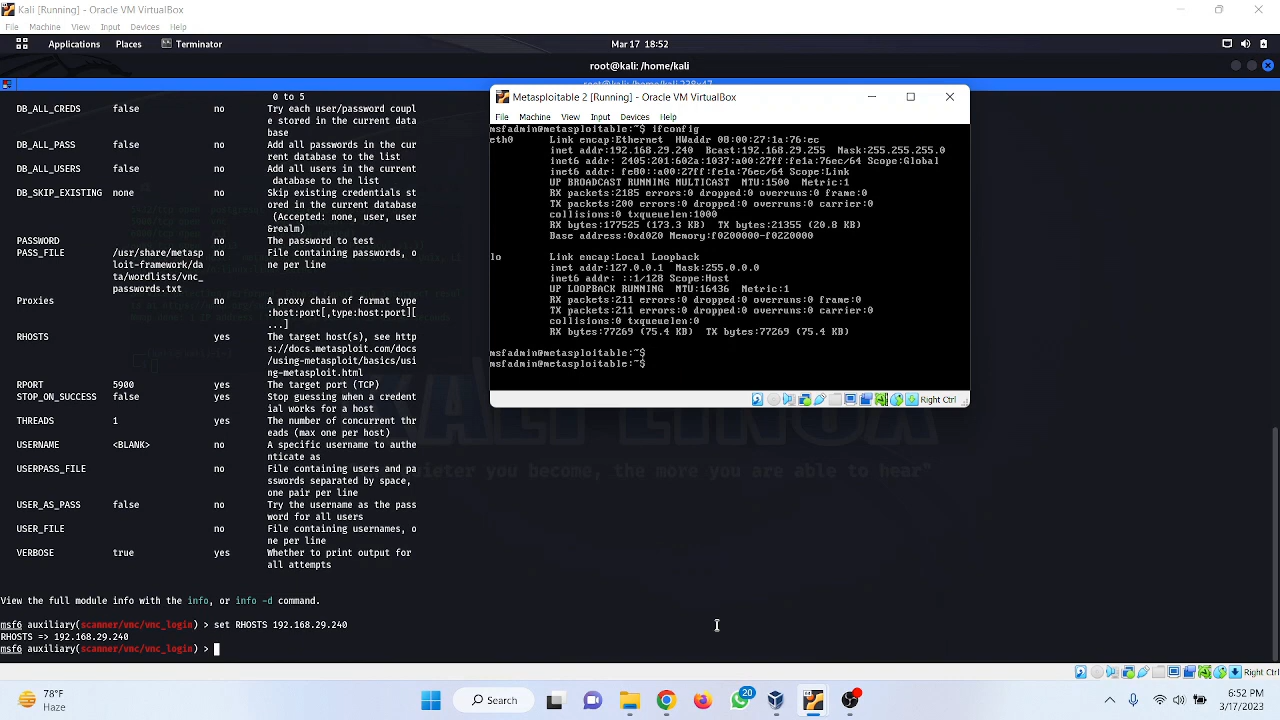 Kali [Running] - Oracle VM VirtualBox
File Machine View Input Devices Help
Applications Places Terminator Mar 17 18:52
root@kali: /home/kali
root@kali: /home/kali 238x47
0 to 5
DB_ALL_CREDS false no Try each user/password coupl
e stored in the current data
base
DB_ALL_PASS false no Add all passwords in the cur
rent database to the list
DB_ALL_USERS false no Add all users in the current
database to the list
DB_SKIP_EXISTING none no Skip existing credentials st
ored in the current database
(Accepted: none, user, user
&realm)
PASSWORD no The password to test
PASS_FILE /usr/share/metasp no File containing passwords, o
loit-framework/da ne per line
ta/wordlists/vnc_
passwords.txt
Proxies no A proxy chain of format type
:host:port[,type:host:port][
...]
RHOSTS yes The target host(s), see http
s://docs.metasploit.com/docs
/using-metasploit/basics/usi
ng-metasploit.html
RPORT 5900 yes The target port (TCP)
STOP_ON_SUCCESS false yes Stop guessing when a credent
ial works for a host
THREADS 1 yes The number of concurrent thr
eads (max one per host)
USERNAME <BLANK> no A specific username to authe
nticate as
USERPASS_FILE no File containing users and pa
sswords separated by space,
one pair per line
USER_AS_PASS false no Try the username as the pass
word for all users
USER_FILE no File containing usernames, o
ne per line
VERBOSE true yes Whether to print output for
all attempts
View the full module info with the info, or info -d command.
msf6 auxiliary(scanner/vnc/vnc_login) > set RHOSTS 192.168.29.240
RHOSTS => 192.168.29.240
msf6 auxiliary(scanner/vnc/vnc_login) >
Metasploitable 2 [Running] - Oracle VM VirtualBox
File Machine View Input Devices Help
msfadmin@metasploitable:~$ ifconfig
eth0 Link encap:Ethernet HWaddr 08:00:27:1a:76:ec
inet addr:192.168.29.240 Bcast:192.168.29.255 Mask:255.255.255.0
inet6 addr: 2405:201:602a:1037:a00:27ff:fe1a:76ec/64 Scope:Global
inet6 addr: fe80::a00:27ff:fe1a:76ec/64 Scope:Link
UP BROADCAST RUNNING MULTICAST MTU:1500 Metric:1
RX packets:2185 errors:0 dropped:0 overruns:0 frame:0
TX packets:200 errors:0 dropped:0 overruns:0 carrier:0
collisions:0 txqueuelen:1000
RX bytes:177525 (173.3 KB) TX bytes:21355 (20.8 KB)
Base address:0xd020 Memory:f0200000-f0220000
lo Link encap:Local Loopback
inet addr:127.0.0.1 Mask:255.0.0.0
inet6 addr: ::1/128 Scope:Host
UP LOOPBACK RUNNING MTU:16436 Metric:1
RX packets:211 errors:0 dropped:0 overruns:0 frame:0
TX packets:211 errors:0 dropped:0 overruns:0 carrier:0
collisions:0 txqueuelen:0
RX bytes:77269 (75.4 KB) TX bytes:77269 (75.4 KB)
msfadmin@metasploitable:~$
msfadmin@metasploitable:~$
Right Ctrl
KALI LINUX
ieter you become, the more you are able to hear"
Right Ctrl
78°F
Haze
Search
20
6:52 PM
3/17/2023